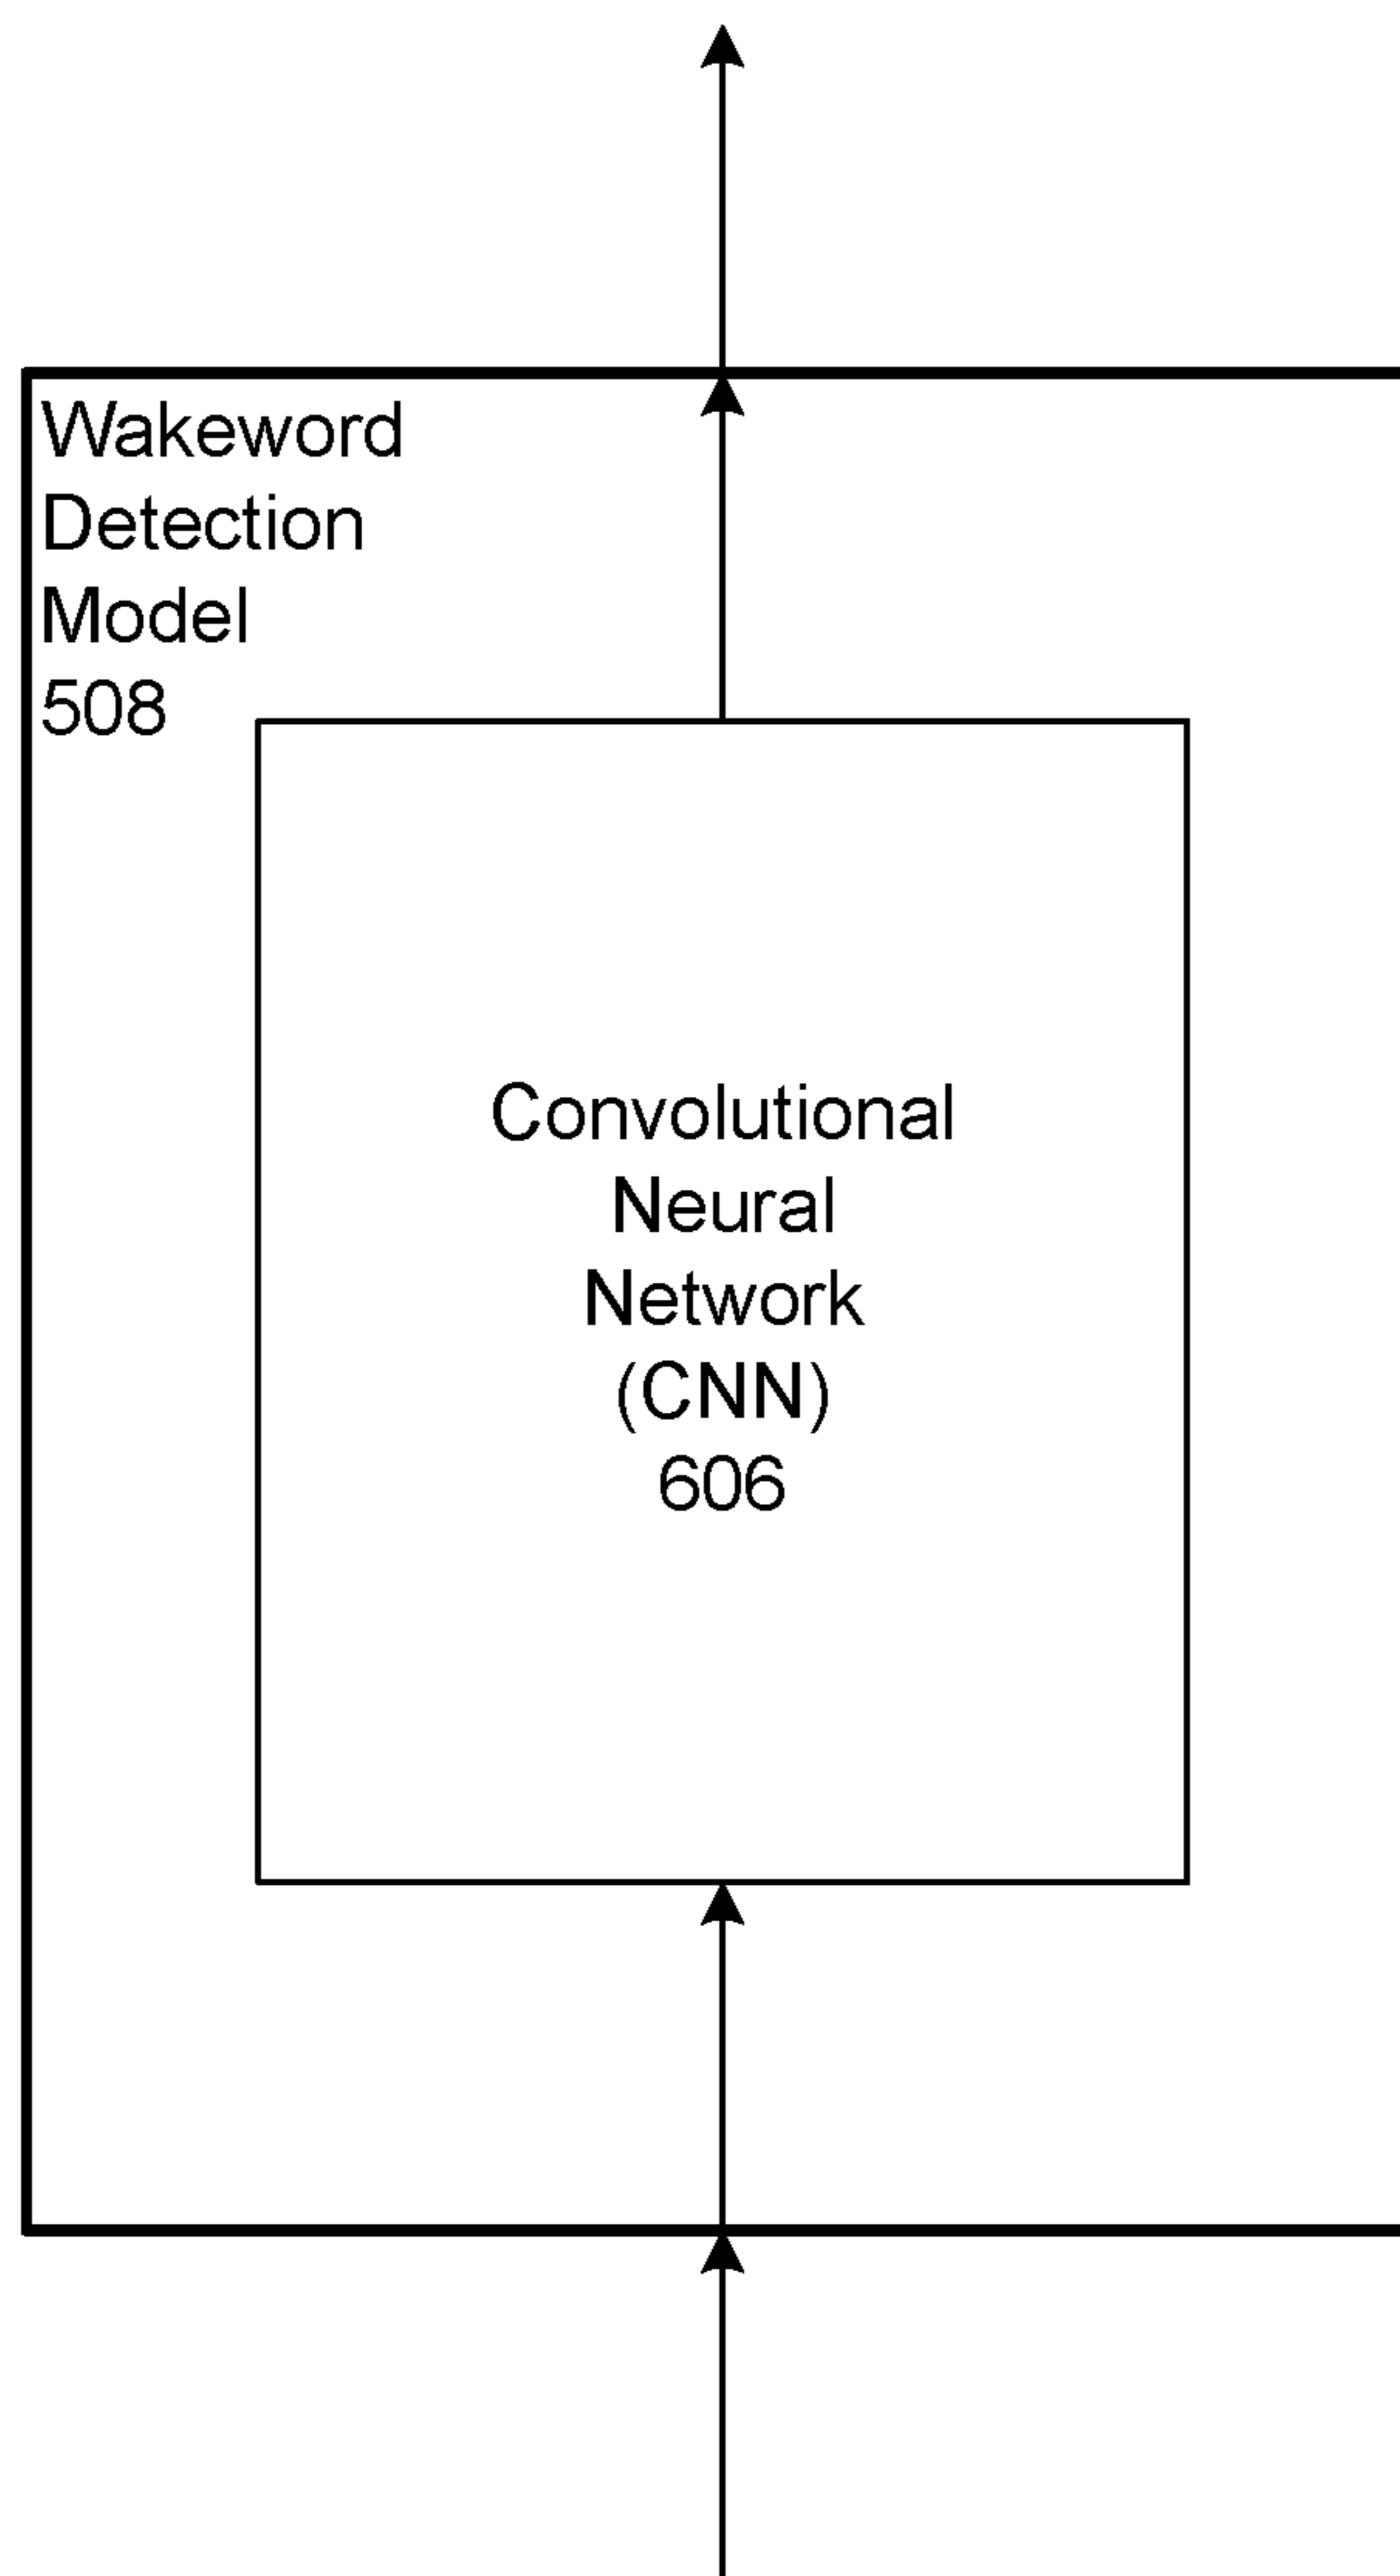 Wakeword
Detection
Model
508
Convolutional
Neural
Network
(CNN)
606